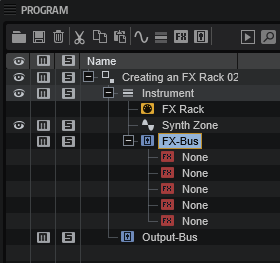 PROGRAM
FX
M S Name
M S Creating an FX Rack 02
M S Instrument
FX Rack
M S Synth Zone
M S FX-Bus
FX None
FX None
FX None
FX None
FX None
M S Output-Bus